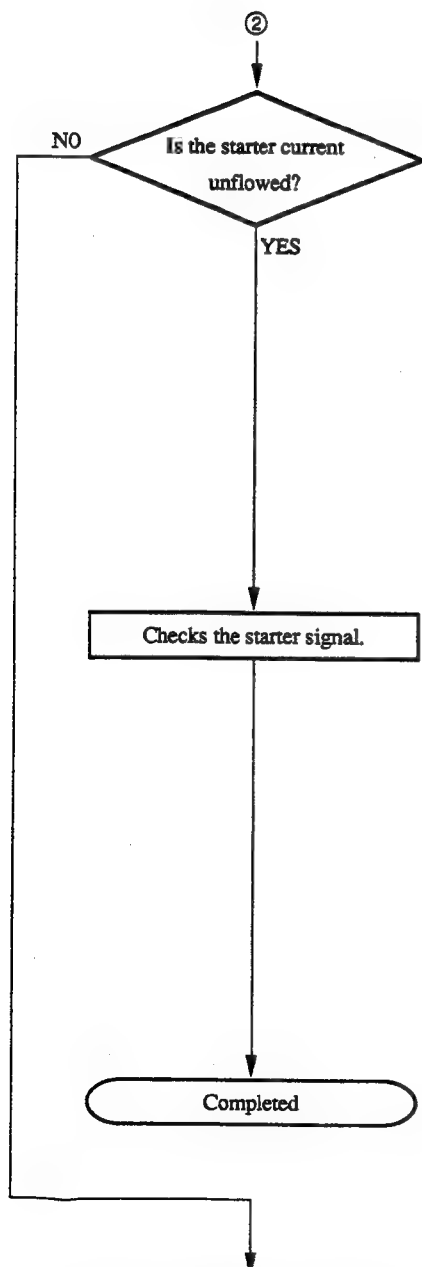 ②
NO
Is the starter current
unflowed?
YES
Checks the starter signal.
Completed